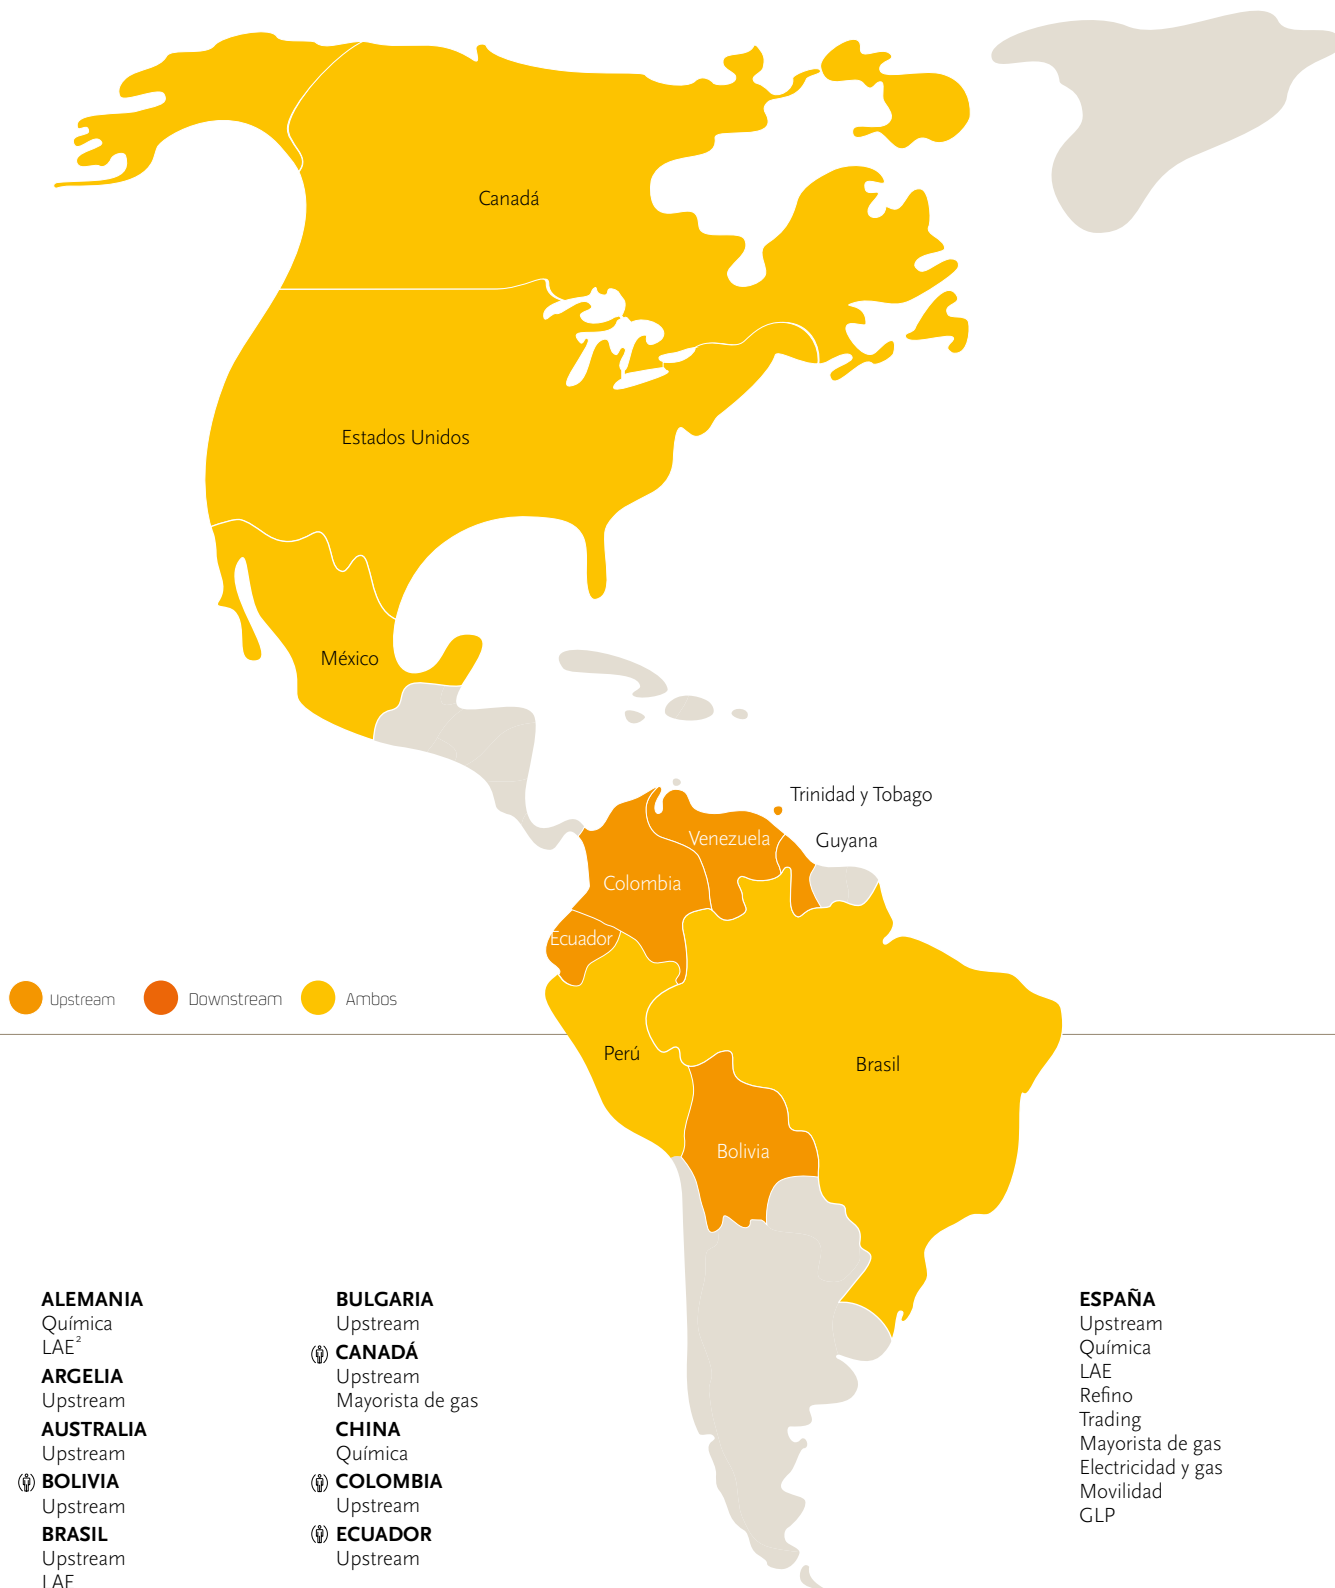 Canadá
Estados Unidos
México
Trinidad y Tobago
Venezuela
Guyana
Colombia
Ecuador
Upstream
Downstream
Ambos
Perú
Brasil
Bolivia
ALEMANIA
Química
LAE²
ARGELIA
Upstream
AUSTRALIA
Upstream
BOLIVIA
Upstream
BRASIL
Upstream
LAE
BULGARIA
Upstream
CANADÁ
Upstream
Mayorista de gas
CHINA
Química
COLOMBIA
Upstream
ECUADOR
Upstream
ESPAÑA
Upstream
Química
LAE
Refino
Trading
Mayorista de gas
Electricidad y gas
Movilidad
GLP